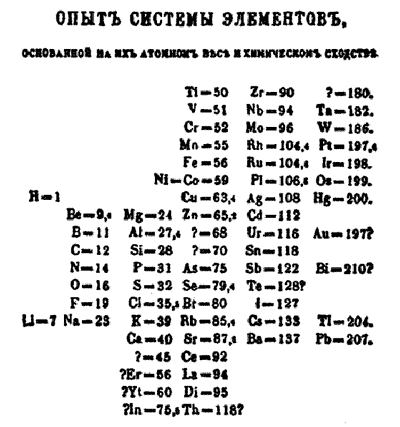 ОПЫТЪ СИСТЕМЫ ЭЛЕМЕНТОВЪ,
ОСНОВАННОЙ НА ИХЪ АТОМНОМЪ ВѢСѢ И ХИМИЧЕСКОМЪ СХОДСТВѢ.
Ti=50 Zr=90 ?=180.
V=51 Nb=94 Ta=182.
Cr=52 Mo=96 W=186.
Mn=55 Rh=104,4 Pt=197,4
Fe=56 Ru=104,4 Ir=198.
Ni=Co=59 Pl=106,6 Os=199.
H=1 Cu=63,4 Ag=108 Hg=200.
Be=9,4 Mg=24 Zn=65,2 Cd=112
B=11 Al=27,4 ?=68 Ur=116 Au=197?
C=12 Si=28 ?=70 Sn=118
N=14 P=31 As=75 Sb=122 Bi=210?
O=16 S=32 Se=79,4 Te=128?
F=19 Cl=35,5 Br=80 I=127
Li=7 Na=23 K=39 Rb=85,4 Cs=133 Tl=204.
Ca=40 Sr=87,6 Ba=137 Pb=207.
?=45 Ce=92
?Er=56 La=94
?Yt=60 Di=95
?In=75,6 Th=118?